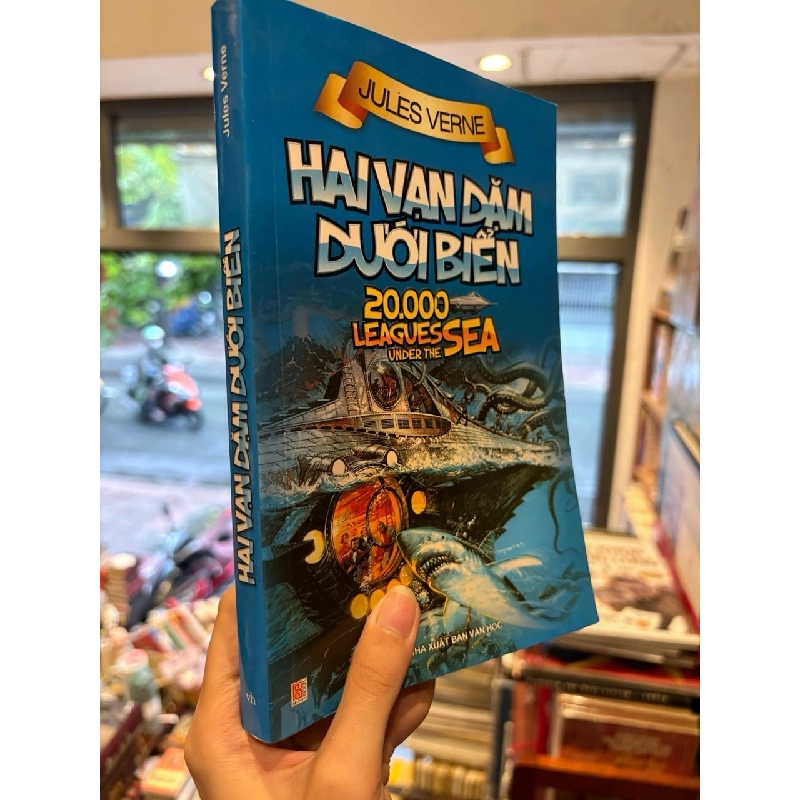 JULES VERNE
HAI VẠN DẶM
DƯỚI BIỂN
20.000
LEAGUES
UNDER THE SEA
NHÀ XUẤT BẢN VĂN HỌC
Jules Verne
HAI VẠN DẶM DƯỚI BIỂN
vh